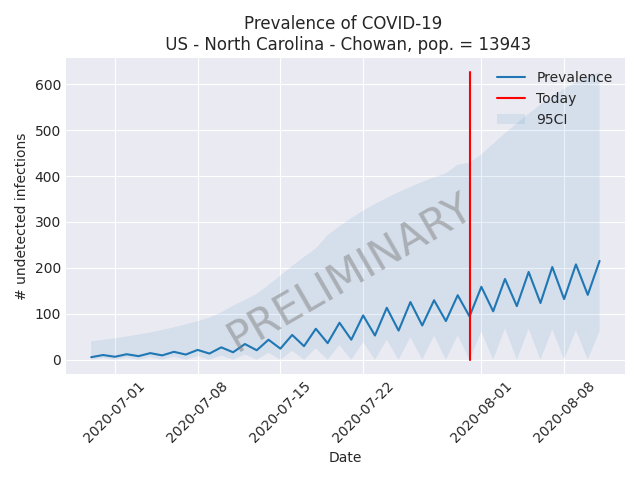 Prevalence of COVID-19
US - North Carolina - Chowan, pop. = 13943
Prevalence
Today
95CI
600
500
400
300
200
100
0
# undetected infections
PRELIMINARY
2020-07-01
2020-07-08
2020-07-15
2020-07-22
2020-08-01
2020-08-08
Date